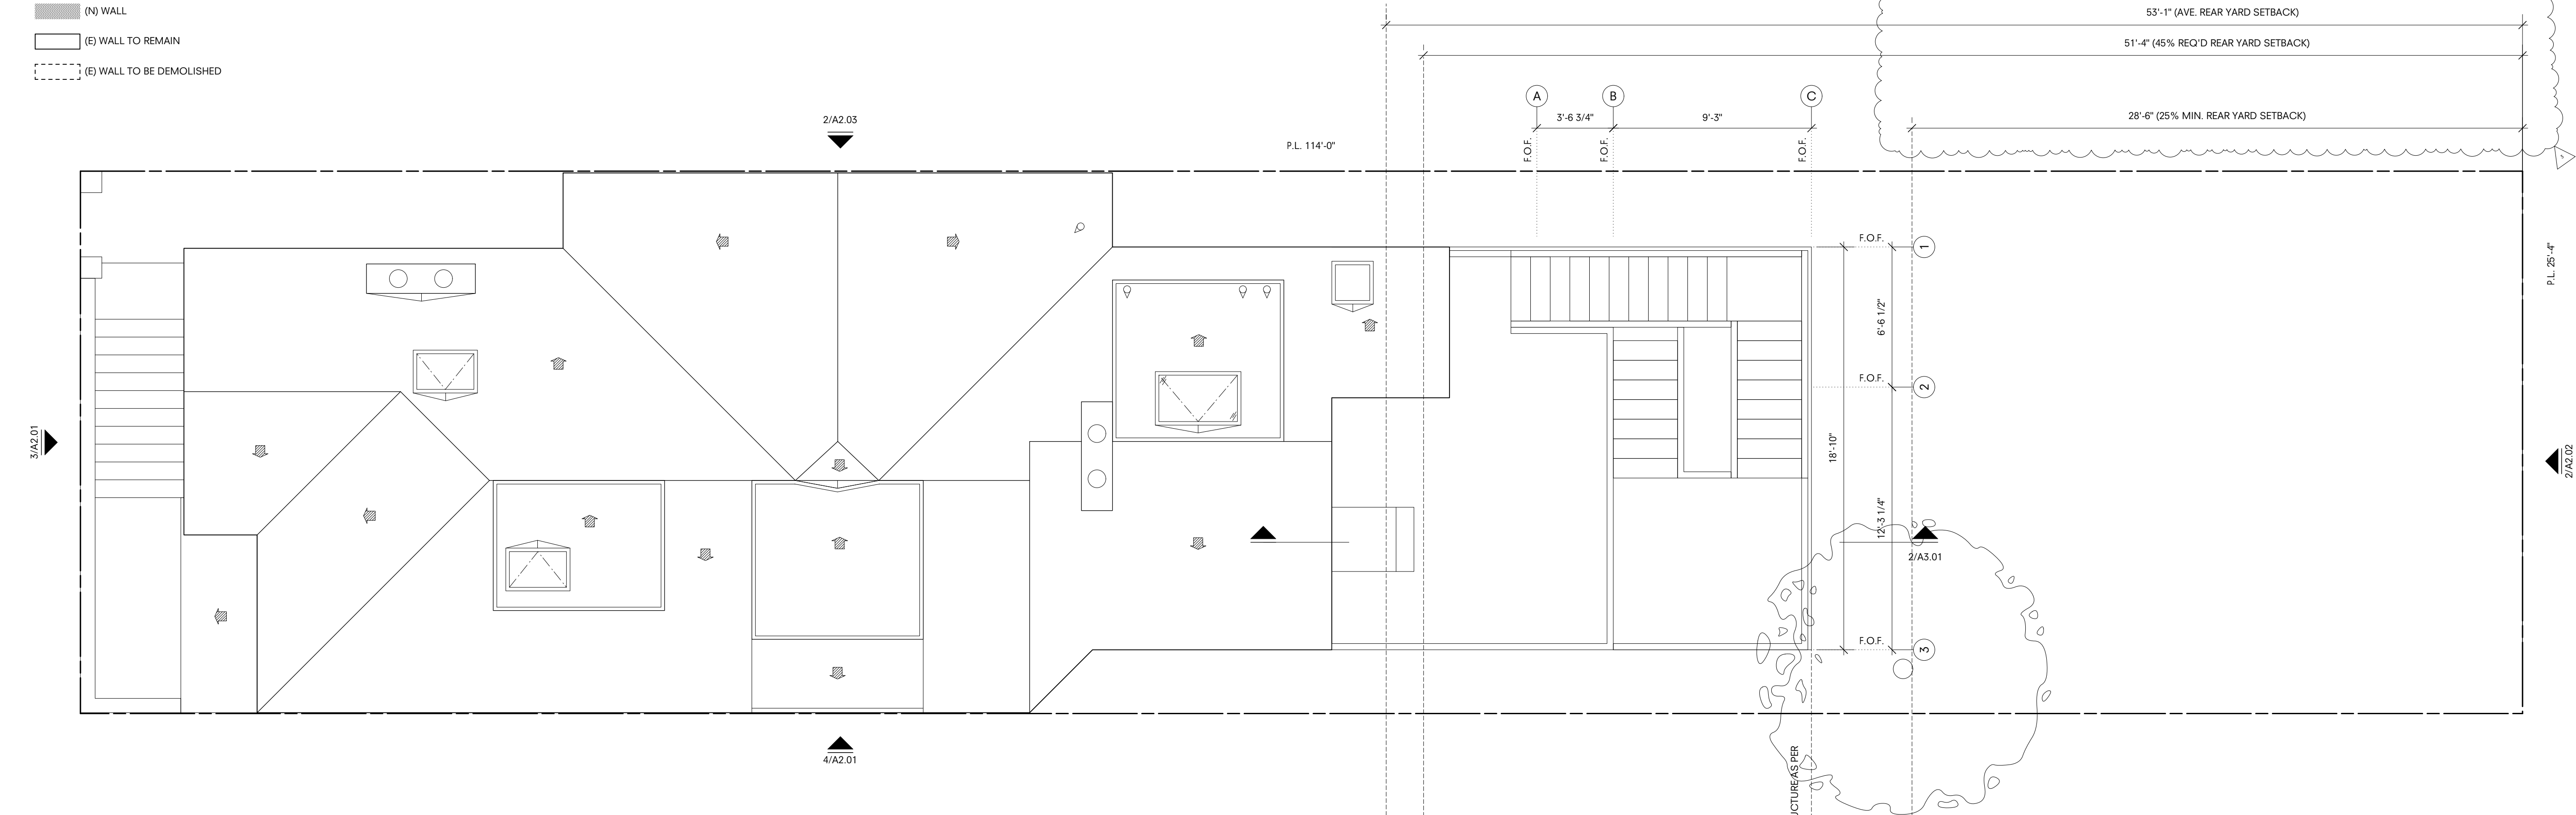 (N) WALL
(E) WALL TO REMAIN
(E) WALL TO BE DEMOLISHED
53'-1" (AVE. REAR YARD SETBACK)
51'-4" (45% REQ'D REAR YARD SETBACK)
28'-6" (25% MIN. REAR YARD SETBACK)
A
B
C
3'-6 3/4"
9'-3"
F.O.F.
F.O.F.
F.O.F.
2/A2.03
P.L. 114'-0"
P.L. 25'-4"
F.O.F.
1
6'-6 1/2"
F.O.F.
2
18'-10"
12'-3 1/4"
3/A2.01
2/A2.02
2/A3.01
F.O.F.
3
4/A2.01
UCTURE AS PER